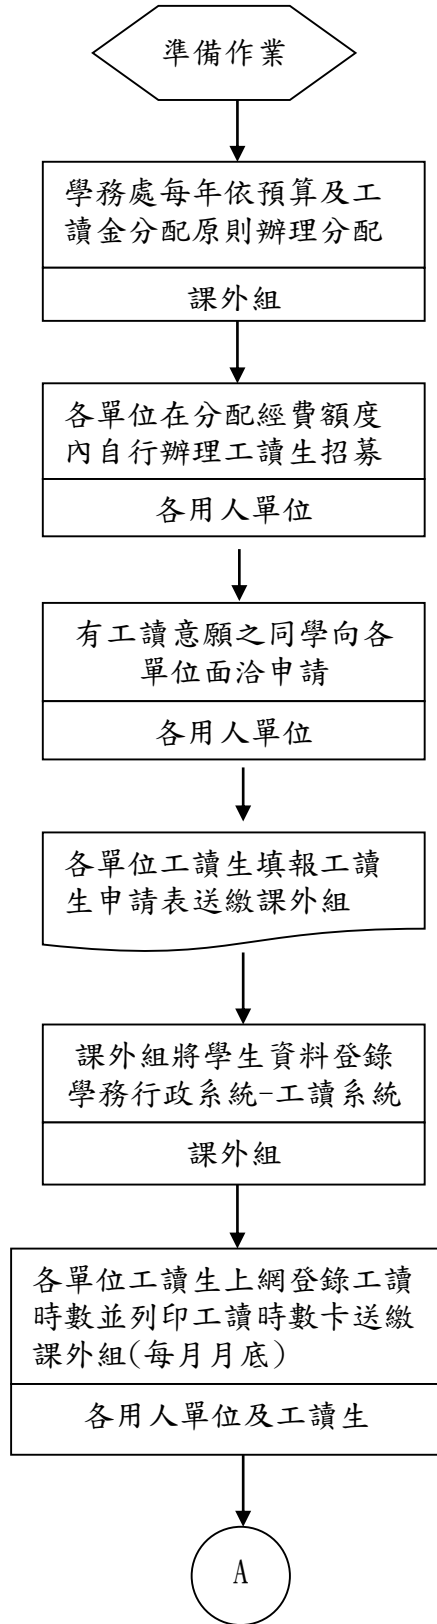 準備作業
學務處每年依預算及工
讀金分配原則辦理分配
課外組
各單位在分配經費額度
內自行辦理工讀生招募
各用人單位
有工讀意願之同學向各
單位面洽申請
各用人單位
各單位工讀生填報工讀
生申請表送繳課外組
課外組將學生資料登錄
學務行政系統-工讀系統
課外組
各單位工讀生上網登錄工讀
時數並列印工讀時數卡送繳
課外組(每月月底)
各用人單位及工讀生
A